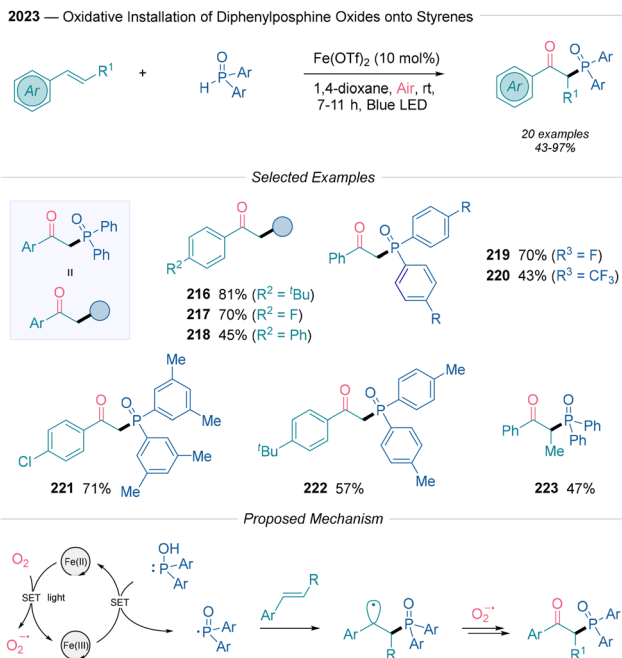 2023 — Oxidative Installation of Diphenylposphine Oxides onto Styrenes
Ar
R¹
+
O
H
P
Ar
Ar
Fe(OTf)₂ (10 mol%)
1,4-dioxane, Air, rt,
7-11 h, Blue LED
Ar
O
O
P
Ar
Ar
R¹
20 examples
43-97%
Selected Examples
O
O
Ar
P
Ph
Ph
=
O
Ar
O
R²
216 81% (R² = ᵗBu)
217 70% (R² = F)
218 45% (R² = Ph)
O
O
Ph
P
R
R
219 70% (R³ = F)
220 43% (R³ = CF₃)
Me
O
O
P
Me
Cl
Me
Me
221 71%
O
O
P
Me
ᵗBu
Me
222 57%
O
O
Ph
P
Ph
Ph
Me
223 47%
Proposed Mechanism
O₂
Fe(II)
SET light
SET
O₂⁻•
Fe(III)
OH
:P
Ar
Ar
O
•P
Ar
Ar
Ar
R
•
O
Ar
P
Ar
Ar
R
O₂⁻•
O
O
Ar
P
Ar
Ar
R¹